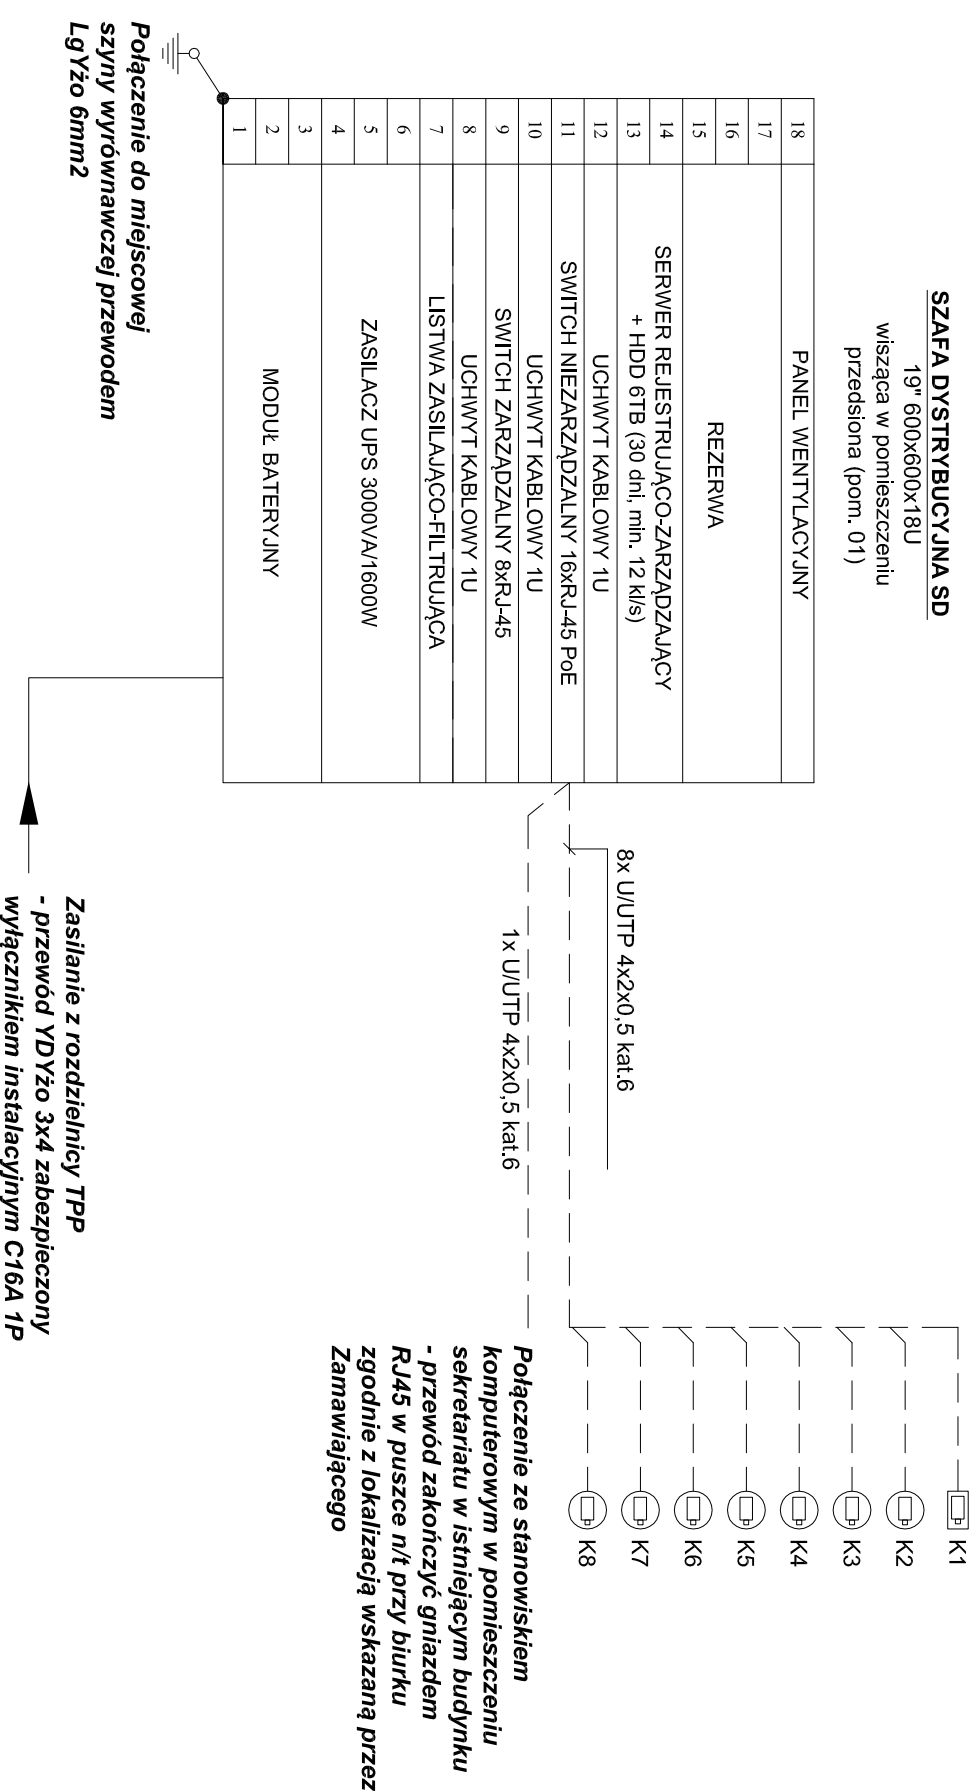 SZAFA DYSTRYBUCYJNA SD
19" 600x600x18U
wisząca w pomieszczeniu
przedsiona (pom. 01)
18 PANEL WENTYLACYJNY
17
16 REZERWA
15
14 SERWER REJESTRUJĄCO-ZARZĄDZAJĄCY
13 + HDD 6TB (30 dni, min. 12 kl/s)
12 UCHWYT KABLOWY 1U
11 SWITCH NIEZARZĄDZALNY 16xRJ-45 PoE
10 UCHWYT KABLOWY 1U
9 SWITCH ZARZĄDZALNY 8xRJ-45
8 UCHWYT KABLOWY 1U
7 LISTWA ZASILAJĄCO-FILTRUJĄCA
6
5 ZASILACZ UPS 3000VA/1600W
4
3
2 MODUŁ BATERYJNY
1
Połączenie do miejscowej
szyny wyrównawczej przewodem
LgYżo 6mm2
8x U/UTP 4x2x0,5 kat.6
1x U/UTP 4x2x0,5 kat.6
K1
K2
K3
K4
K5
K6
K7
K8
Połączenie ze stanowiskiem
komputerowym w pomieszczeniu
sekretariatu w istniejącym budynku
- przewód zakończyć gniazdem
RJ45 w puszce n/t przy biurku
zgodnie z lokalizacją wskazaną przez
Zamawiającego
Zasilanie z rozdzielnicy TPP
- przewód YDYżo 3x4 zabezpieczony
wyłącznikiem instalacyjnym C16A 1P